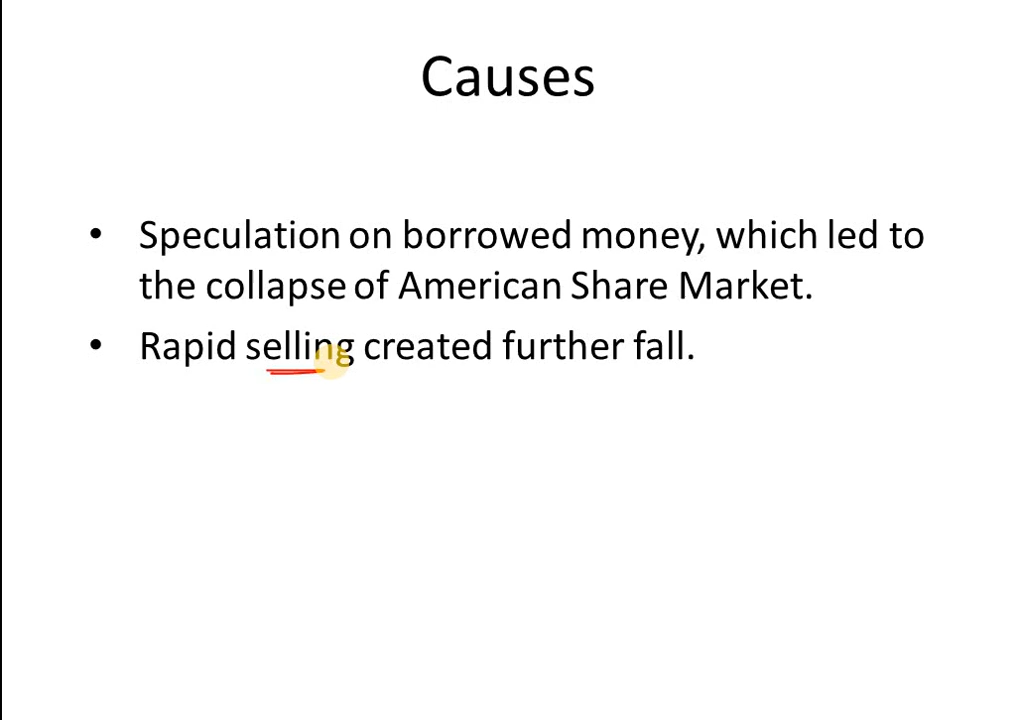 Causes
• Speculation on borrowed money, which led to
the collapse of American Share Market.
• Rapid selling created further fall.